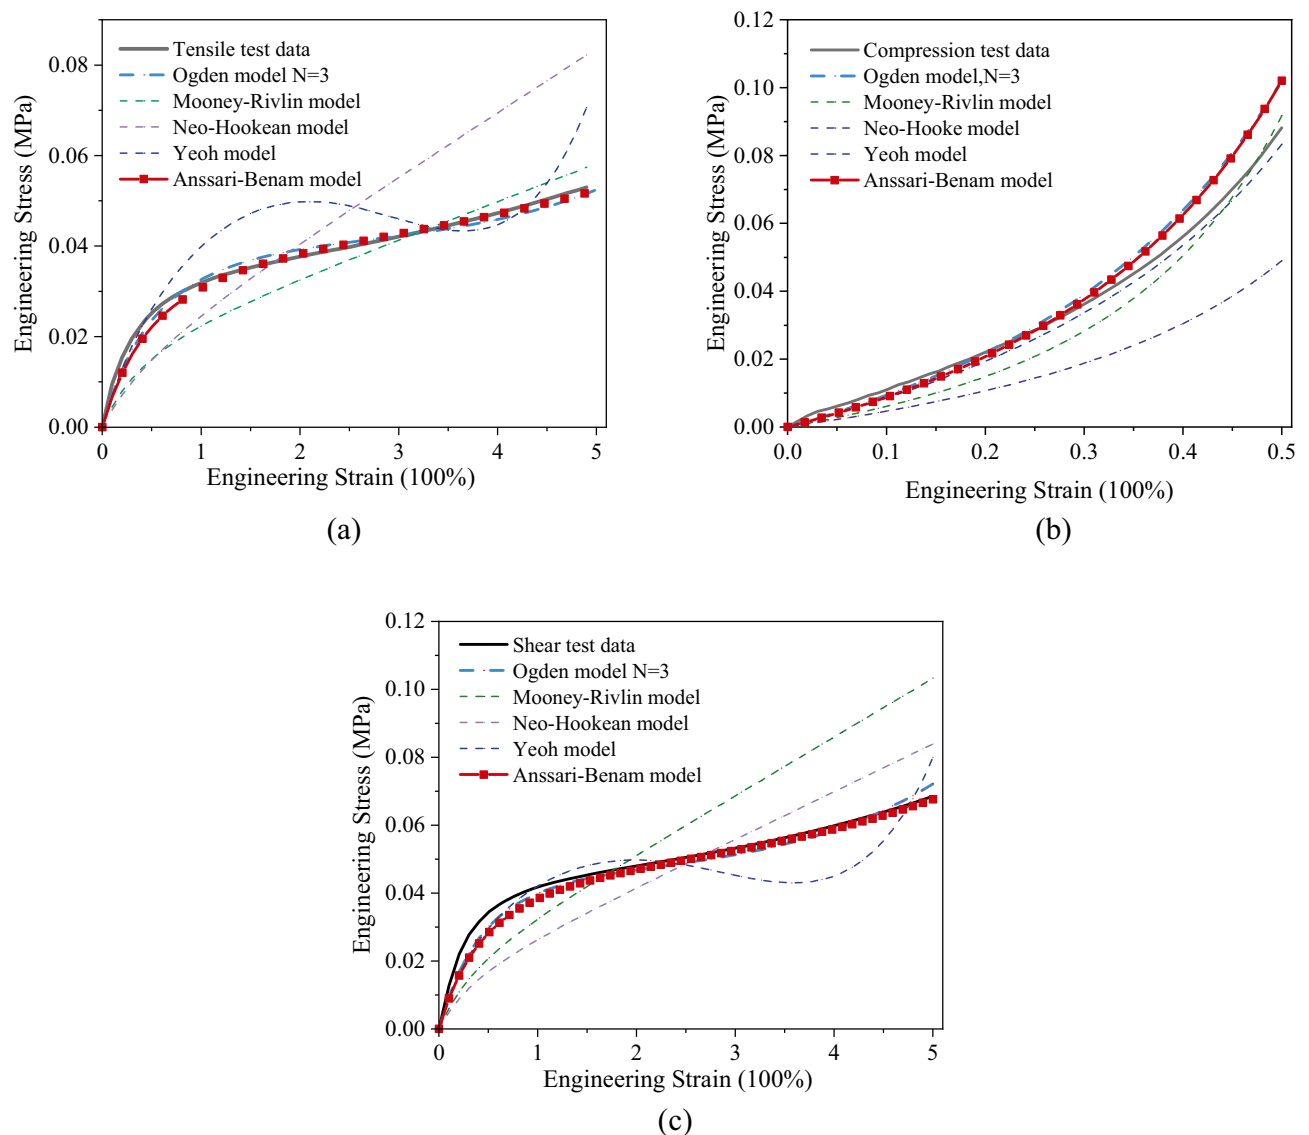 Engineering Stress (MPa)
0.08
0.06
0.04
0.02
0.00
Tensile test data
Ogden model N=3
Mooney-Rivlin model
Neo-Hookean model
Yeoh model
Anssari-Benam model
0 1 2 3 4 5
Engineering Strain (100%)
(a)
Engineering Stress (MPa)
0.12
0.10
0.08
0.06
0.04
0.02
0.00
Compression test data
Ogden model,N=3
Mooney-Rivlin model
Neo-Hooke model
Yeoh model
Anssari-Benam model
0.0 0.1 0.2 0.3 0.4 0.5
Engineering Strain (100%)
(b)
Engineering Stress (MPa)
0.12
0.10
0.08
0.06
0.04
0.02
0.00
Shear test data
Ogden model N=3
Mooney-Rivlin model
Neo-Hookean model
Yeoh model
Anssari-Benam model
0 1 2 3 4 5
Engineering Strain (100%)
(c)